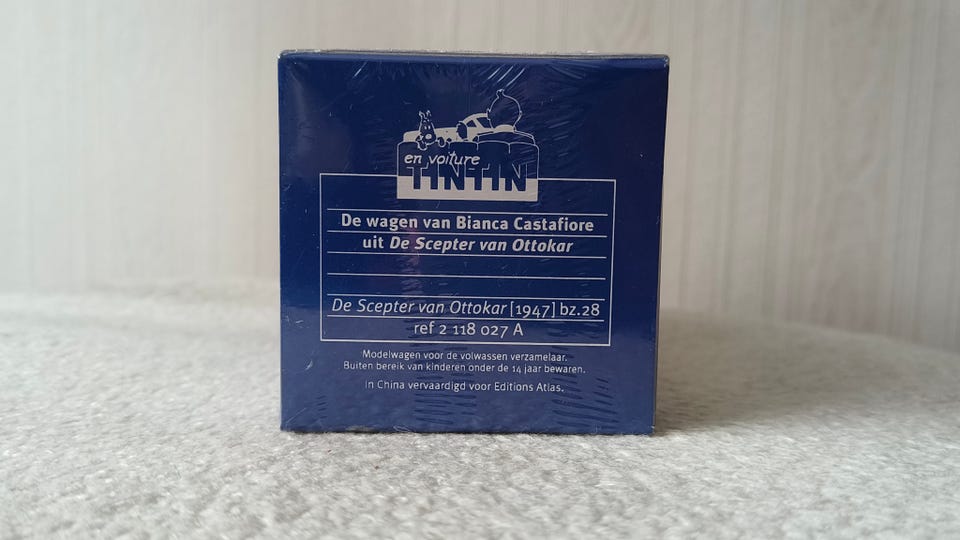 en voiture
TINTIN
De wagen van Bianca Castafiore
uit De Scepter van Ottokar
De Scepter van Ottokar [1947] bz.28
ref 2 118 027 A
Modelwagen voor de volwassen verzamelaar.
Buiten bereik van kinderen onder de 14 jaar bewaren.
In China vervaardigd voor Editions Atlas.